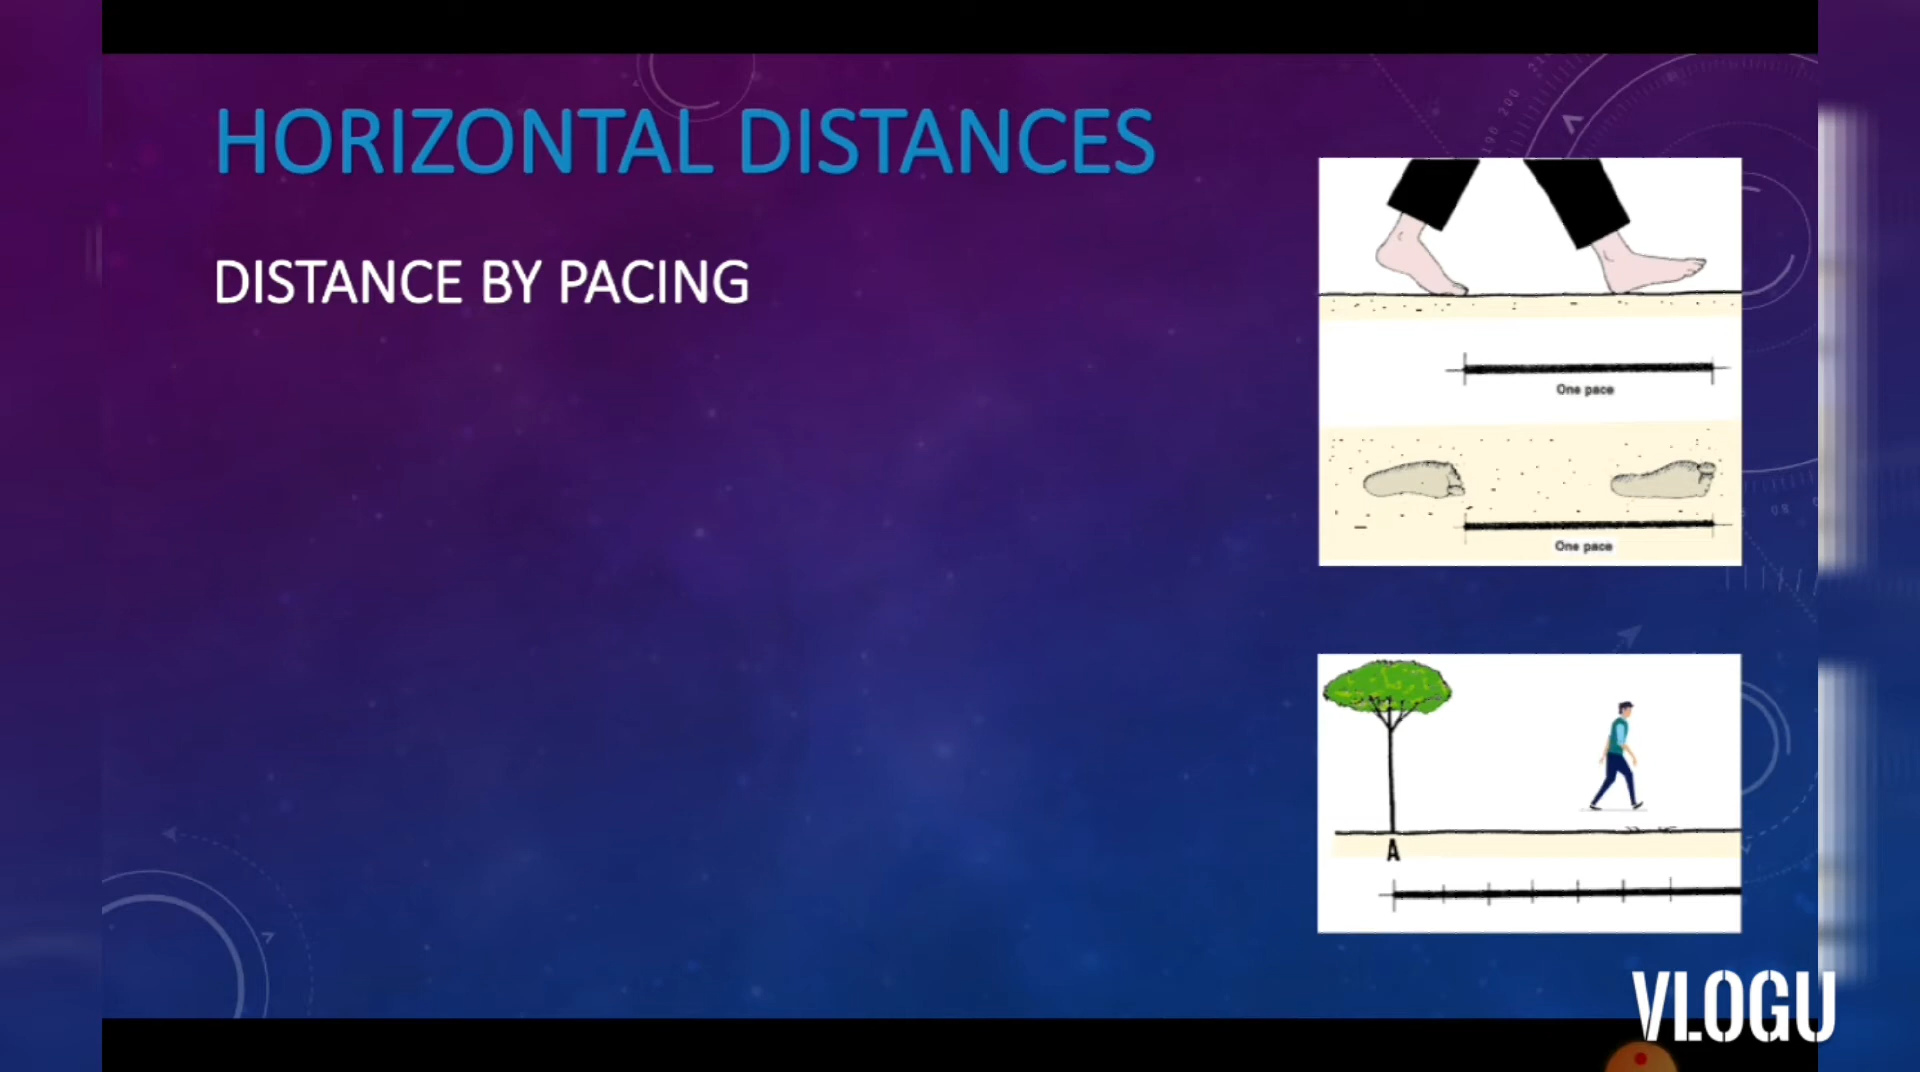 HORIZONTAL DISTANCES
DISTANCE BY PACING
One pace
One pace
A
VLOGU